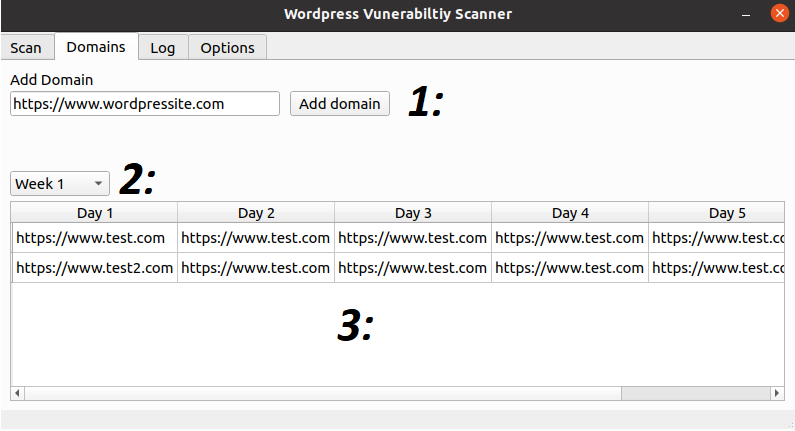 Wordpress Vunerabiltiy Scanner
Scan Domains Log Options
Add Domain
https://www.wordpressite.com Add domain 1:
Week 1 2:
Day 1 Day 2 Day 3 Day 4 Day 5
https://www.test.com https://www.test.com https://www.test.com https://www.test.com https://www.test.co
https://www.test2.com https://www.test.com https://www.test.com https://www.test.com https://www.test.co
3: